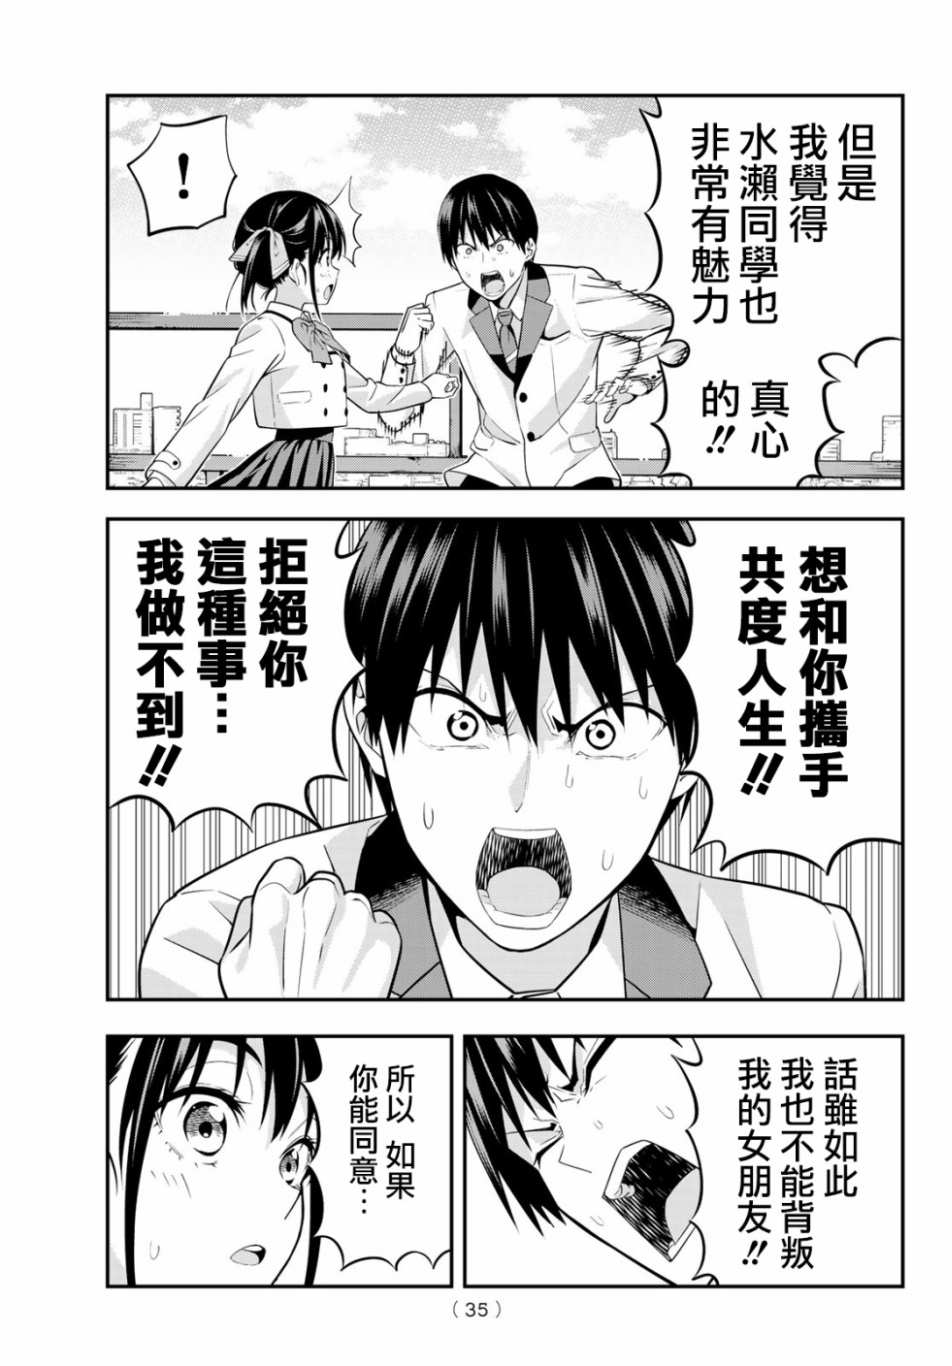 但是
我覺得
水瀨同學也
非常有魅力
真心
的!!
!
想和你攜手
共度人生!!
拒絕你
這種事…
我做不到!!
話雖如此
我也不能背叛
我的女朋友!!
所以 如果
你能同意…
（35）